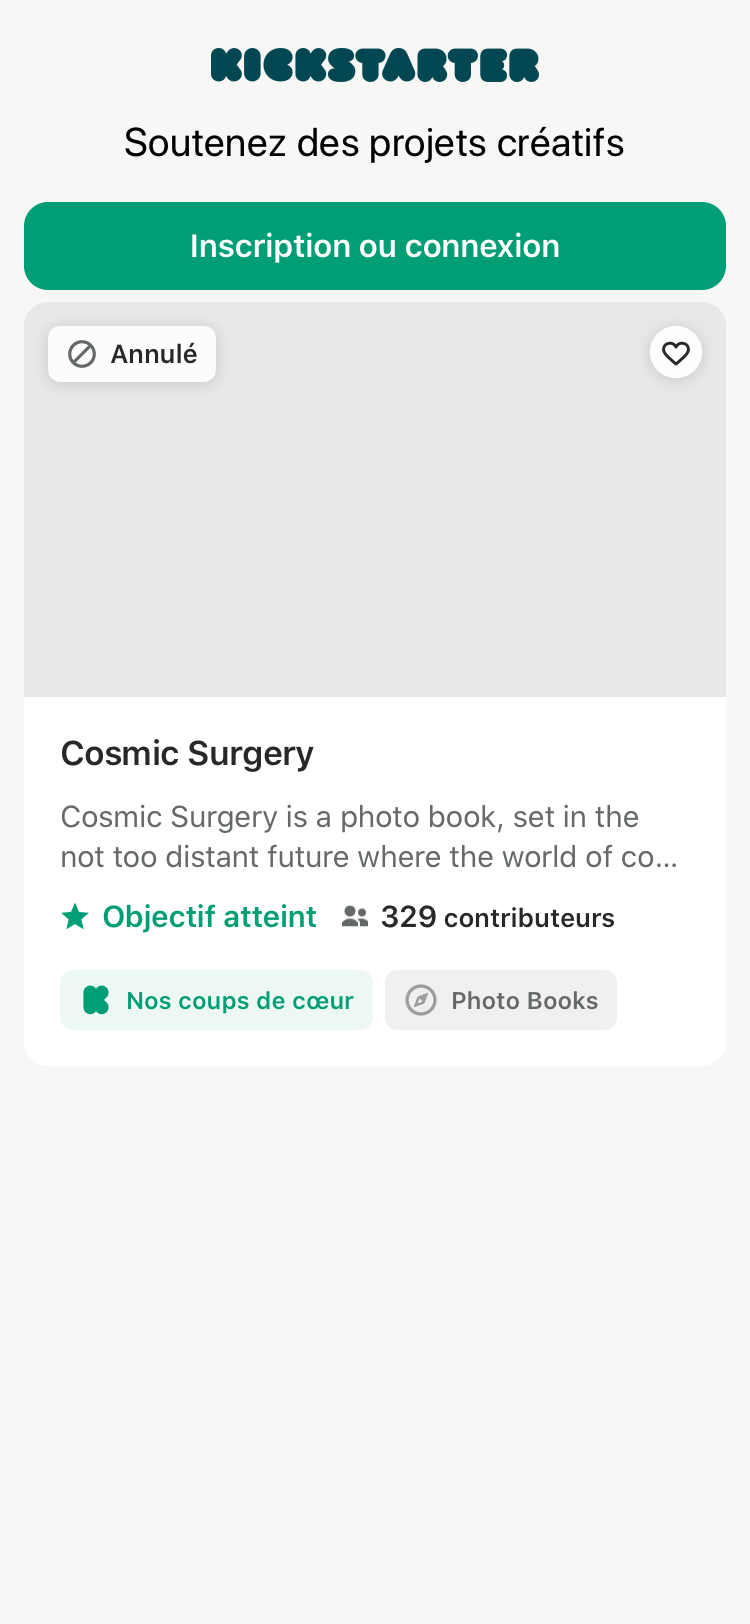 KICKSTARTER
Soutenez des projets créatifs
Inscription ou connexion
Annulé
Cosmic Surgery
Cosmic Surgery is a photo book, set in the
not too distant future where the world of co...
Objectif atteint 329 contributeurs
Nos coups de cœur Photo Books